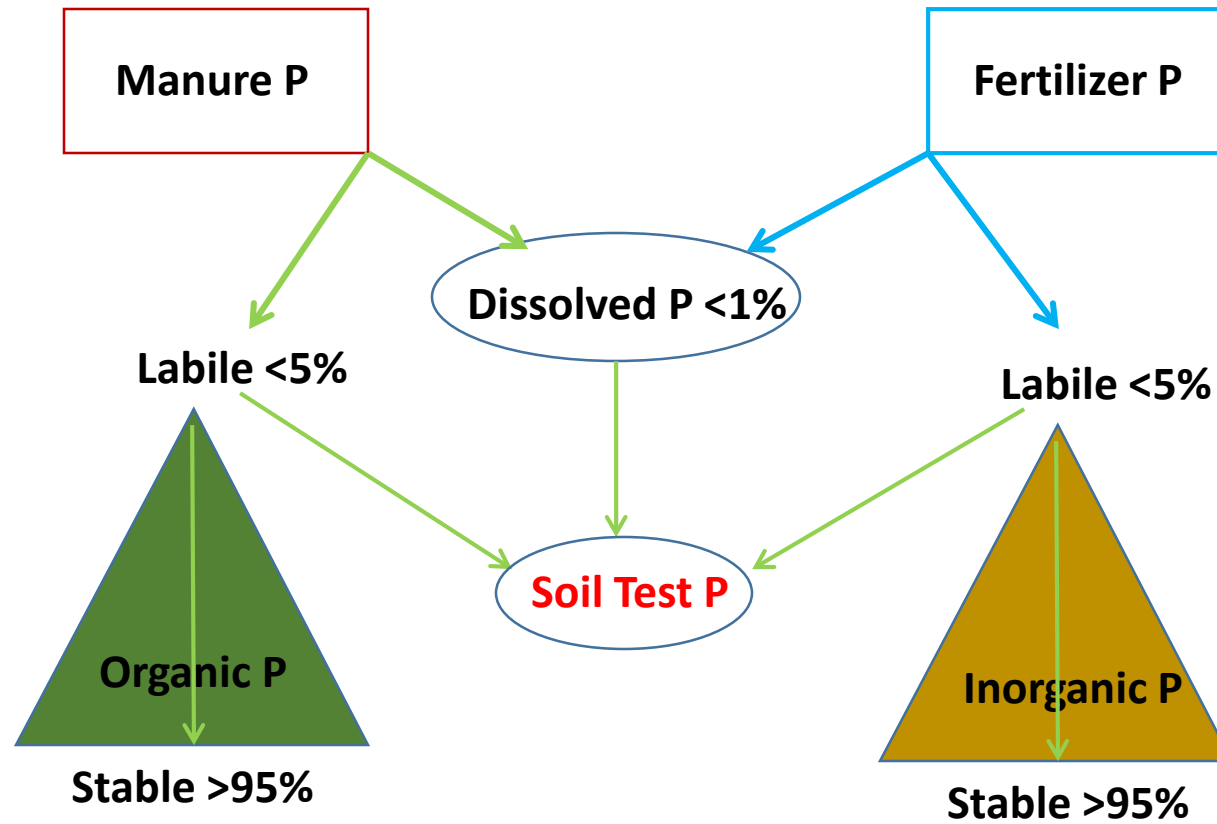 Manure P
Fertilizer P
Dissolved P <1%
Labile <5%
Labile <5%
Soil Test P
Organic P
Inorganic P
Stable >95%
Stable >95%